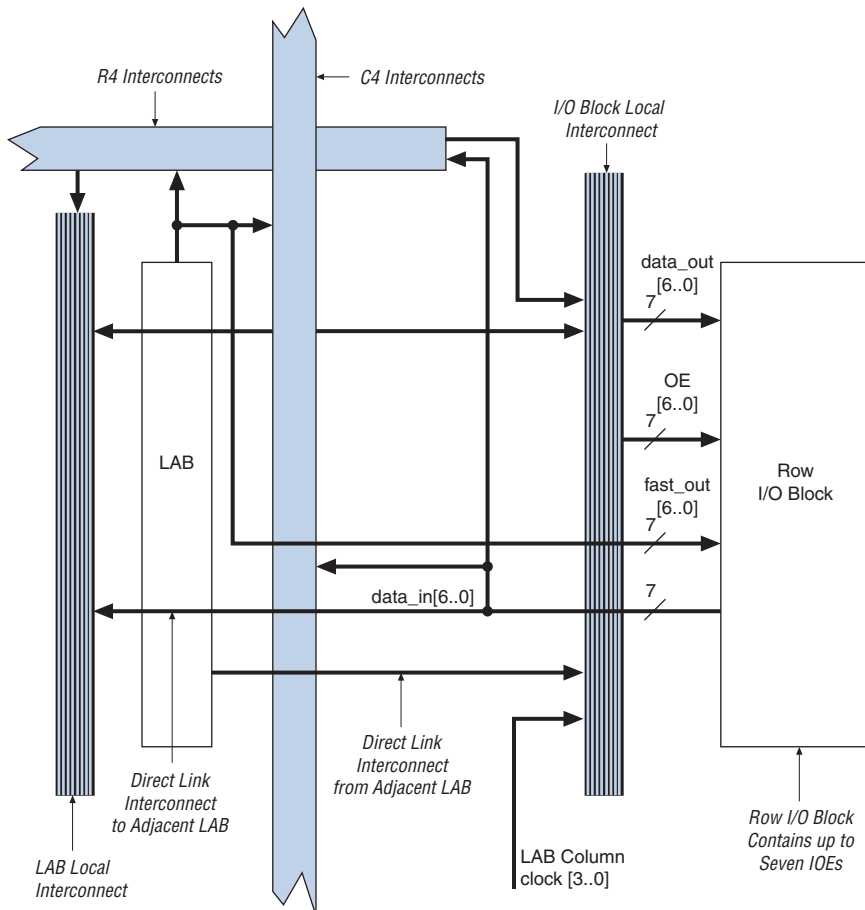 R4 Interconnects
C4 Interconnects
I/O Block Local
Interconnect
data_out
[6..0]
7
OE
[6..0]
7
LAB
Row
I/O Block
fast_out
[6..0]
7
data_in[6..0]
7
Direct Link
Interconnect
to Adjacent LAB
Direct Link
Interconnect
from Adjacent LAB
Row I/O Block
Contains up to
Seven IOEs
LAB Local
Interconnect
LAB Column
clock [3..0]